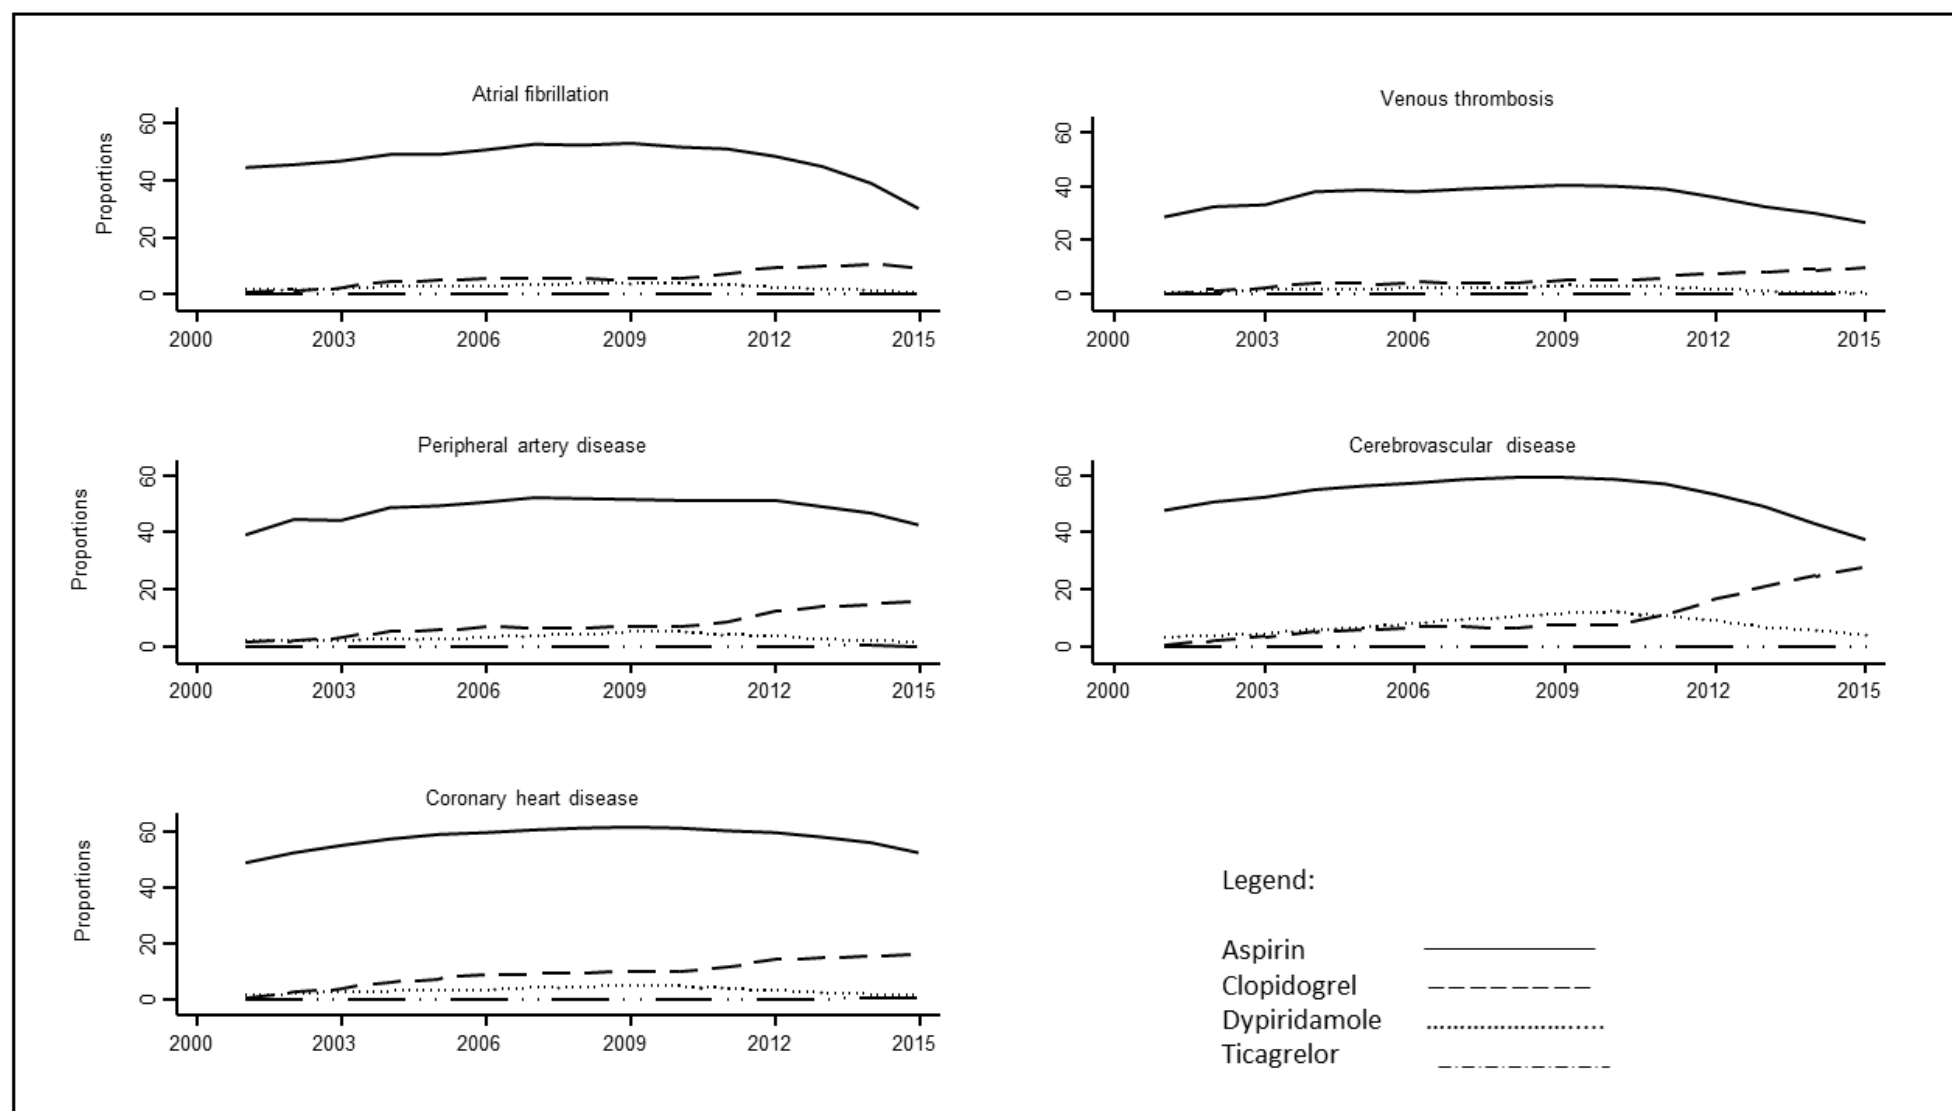 Atrial fibrillation
Proportions
60
40
20
0
2000 2003 2006 2009 2012 2015
Venous thrombosis
60
40
20
0
2000 2003 2006 2009 2012 2015
Peripheral artery disease
Proportions
60
40
20
0
2000 2003 2006 2009 2012 2015
Cerebrovascular disease
60
40
20
0
2000 2003 2006 2009 2012 2015
Coronary heart disease
Proportions
60
40
20
0
2000 2003 2006 2009 2012 2015
Legend:
Aspirin
Clopidogrel
Dypiridamole
Ticagrelor